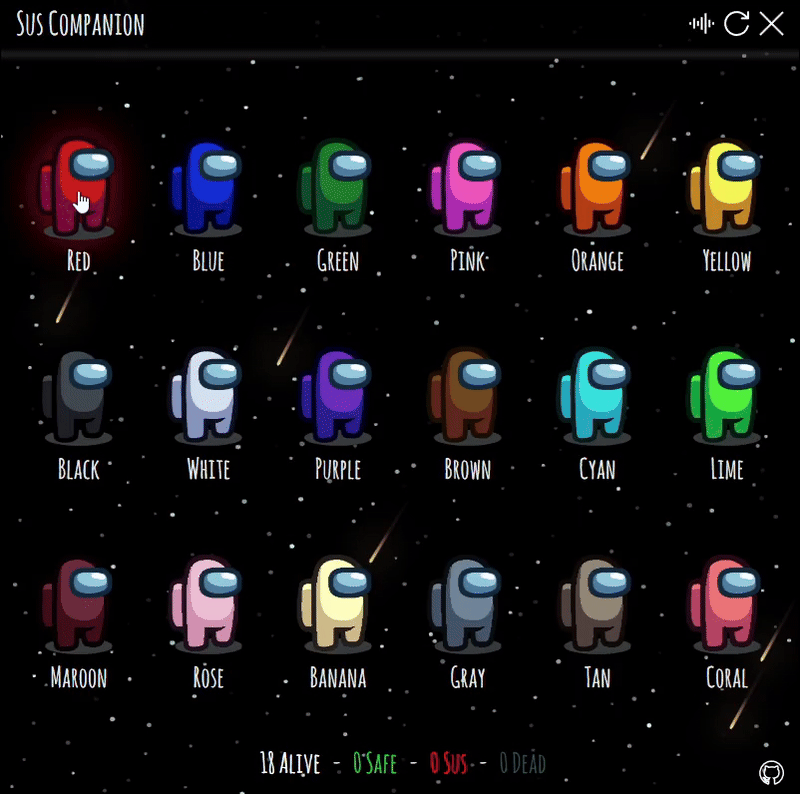 Sus Companion
Red Blue Green Pink Orange Yellow
Black White Purple Brown Cyan Lime
Maroon Rose Banana Gray Tan Coral
18 Alive - 0 Safe - 0 Sus - 0 Dead